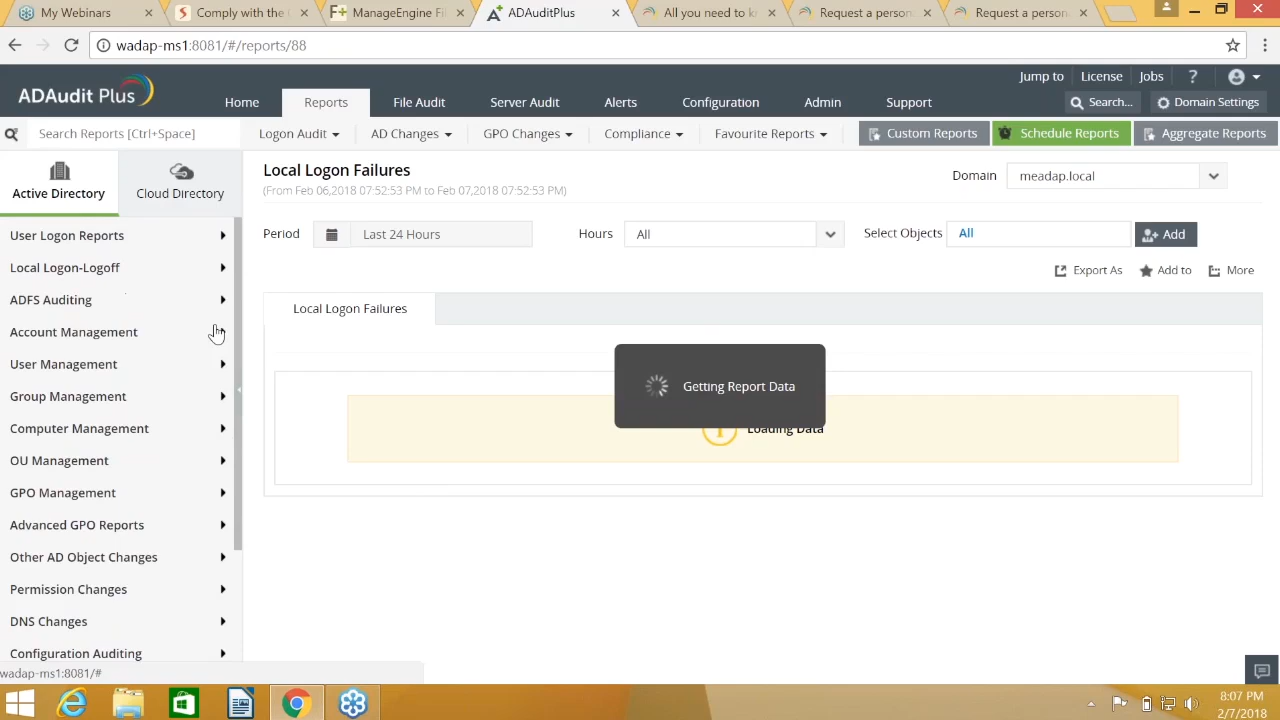 My Webinars
Comply with the
ManageEngine Fi
ADAuditPlus
All you need to k
Request a person
Request a person
wadap-ms1:8081/#/reports/88
ADAudit Plus
Jump to
License
Jobs
?
Home
Reports
File Audit
Server Audit
Alerts
Configuration
Admin
Support
Search...
Domain Settings
Search Reports [Ctrl+Space]
Logon Audit
AD Changes
GPO Changes
Compliance
Favourite Reports
Custom Reports
Schedule Reports
Aggregate Reports
Active Directory
Cloud Directory
Local Logon Failures
(From Feb 06,2018 07:52:53 PM to Feb 07,2018 07:52:53 PM)
Domain
meadap.local
Period
Last 24 Hours
Hours
All
Select Objects
All
Add
Export As
Add to
More
Local Logon Failures
Getting Report Data
Loading Data
User Logon Reports
Local Logon-Logoff
ADFS Auditing
Account Management
User Management
Group Management
Computer Management
OU Management
GPO Management
Advanced GPO Reports
Other AD Object Changes
Permission Changes
DNS Changes
Configuration Auditing
wadap-ms1:8081/#
8:07 PM
2/7/2018